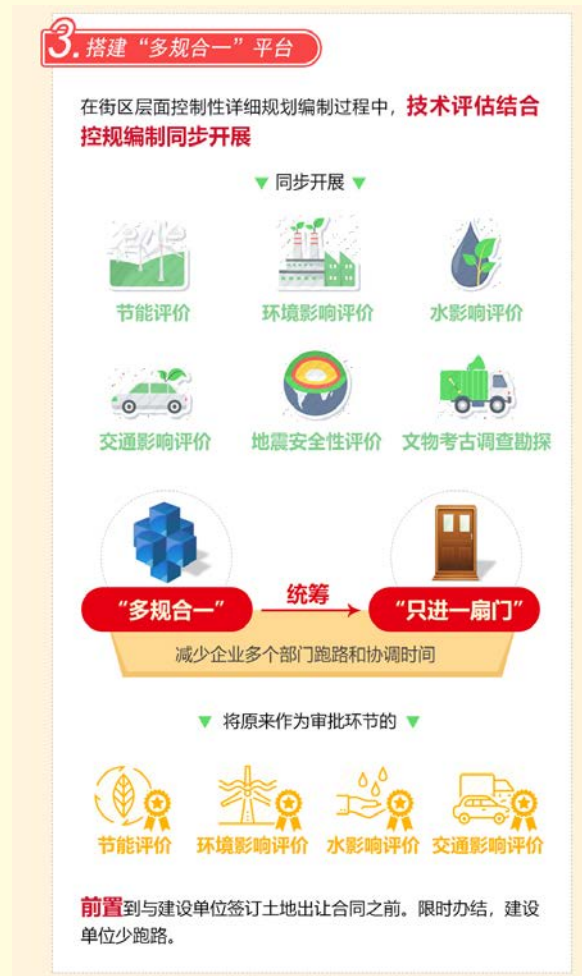 3. 搭建“多规合一”平台
在街区层面控制性详细规划编制过程中，技术评估结合
控规编制同步开展
同步开展
节能评价 环境影响评价 水影响评价
交通影响评价 地震安全性评价 文物考古调查勘探
“多规合一” 统筹 “只进一扇门”
减少企业多个部门跑路和协调时间
将原来作为审批环节的
节能评价 环境影响评价 水影响评价 交通影响评价
前置到与建设单位签订土地出让合同之前。限时办结，建设
单位少跑路。